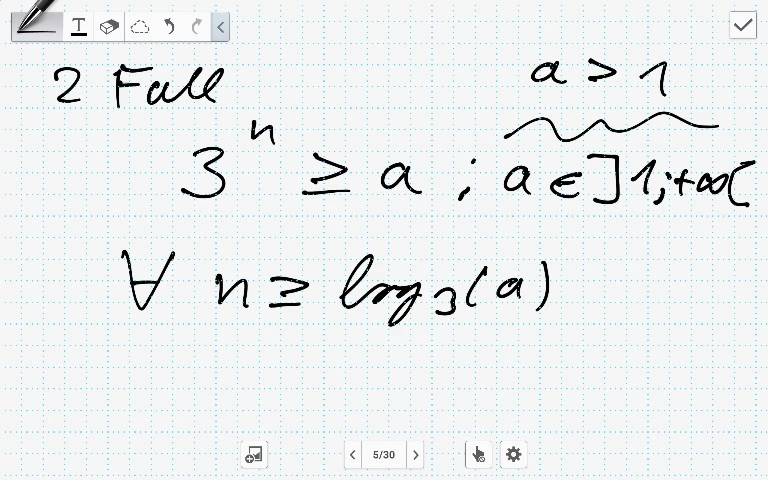 T
2 Fall
a > 1
3ⁿ ≥ a ; a ∈ ]1;+∞[
∀ n ≥ log₃(a)
5/30